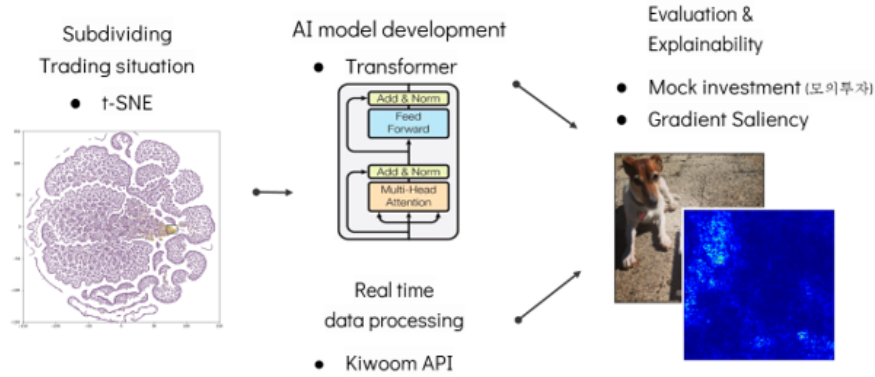 Subdividing
Trading situation
● t-SNE
AI model development
● Transformer
Add & Norm
Feed
Forward
Add & Norm
Multi-Head
Attention
Real time
data processing
● Kiwoom API
Evaluation &
Explainability
● Mock investment (모의투자)
● Gradient Saliency